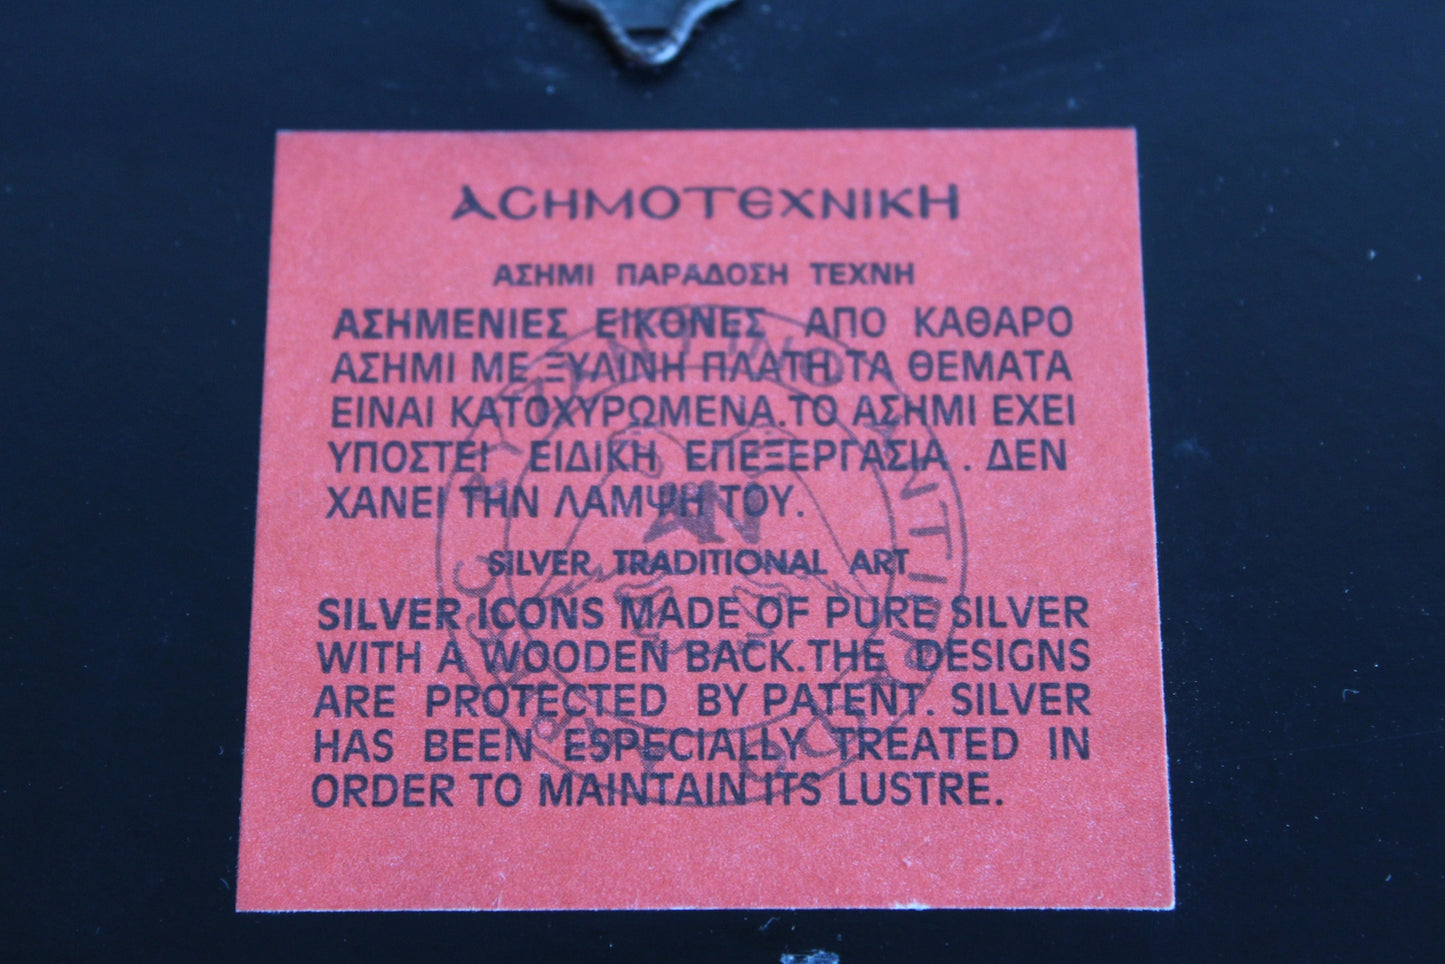 ΑϹΗΜΟΤΕΧΝΙΚΗ
ΑΣΗΜΙ ΠΑΡΑΔΟΣΗ ΤΕΧΝΗ
ΑΣΗΜΕΝΙΕΣ ΕΙΚΟΝΕΣ ΑΠΟ ΚΑΘΑΡΟ
ΑΣΗΜΙ ΜΕ ΞΥΛΙΝΗ ΠΛΑΤΗ.ΤΑ ΘΕΜΑΤΑ
ΕΙΝΑΙ ΚΑΤΟΧΥΡΩΜΕΝΑ.ΤΟ ΑΣΗΜΙ ΕΧΕΙ
ΥΠΟΣΤΕΙ ΕΙΔΙΚΗ ΕΠΕΞΕΡΓΑΣΙΑ . ΔΕΝ
ΧΑΝΕΙ ΤΗΝ ΛΑΜΨΗ ΤΟΥ.
SILVER TRADITIONAL ART
SILVER ICONS MADE OF PURE SILVER
WITH A WOODEN BACK.THE DESIGNS
ARE PROTECTED BY PATENT. SILVER
HAS BEEN ESPECIALLY TREATED IN
ORDER TO MAINTAIN ITS LUSTRE.